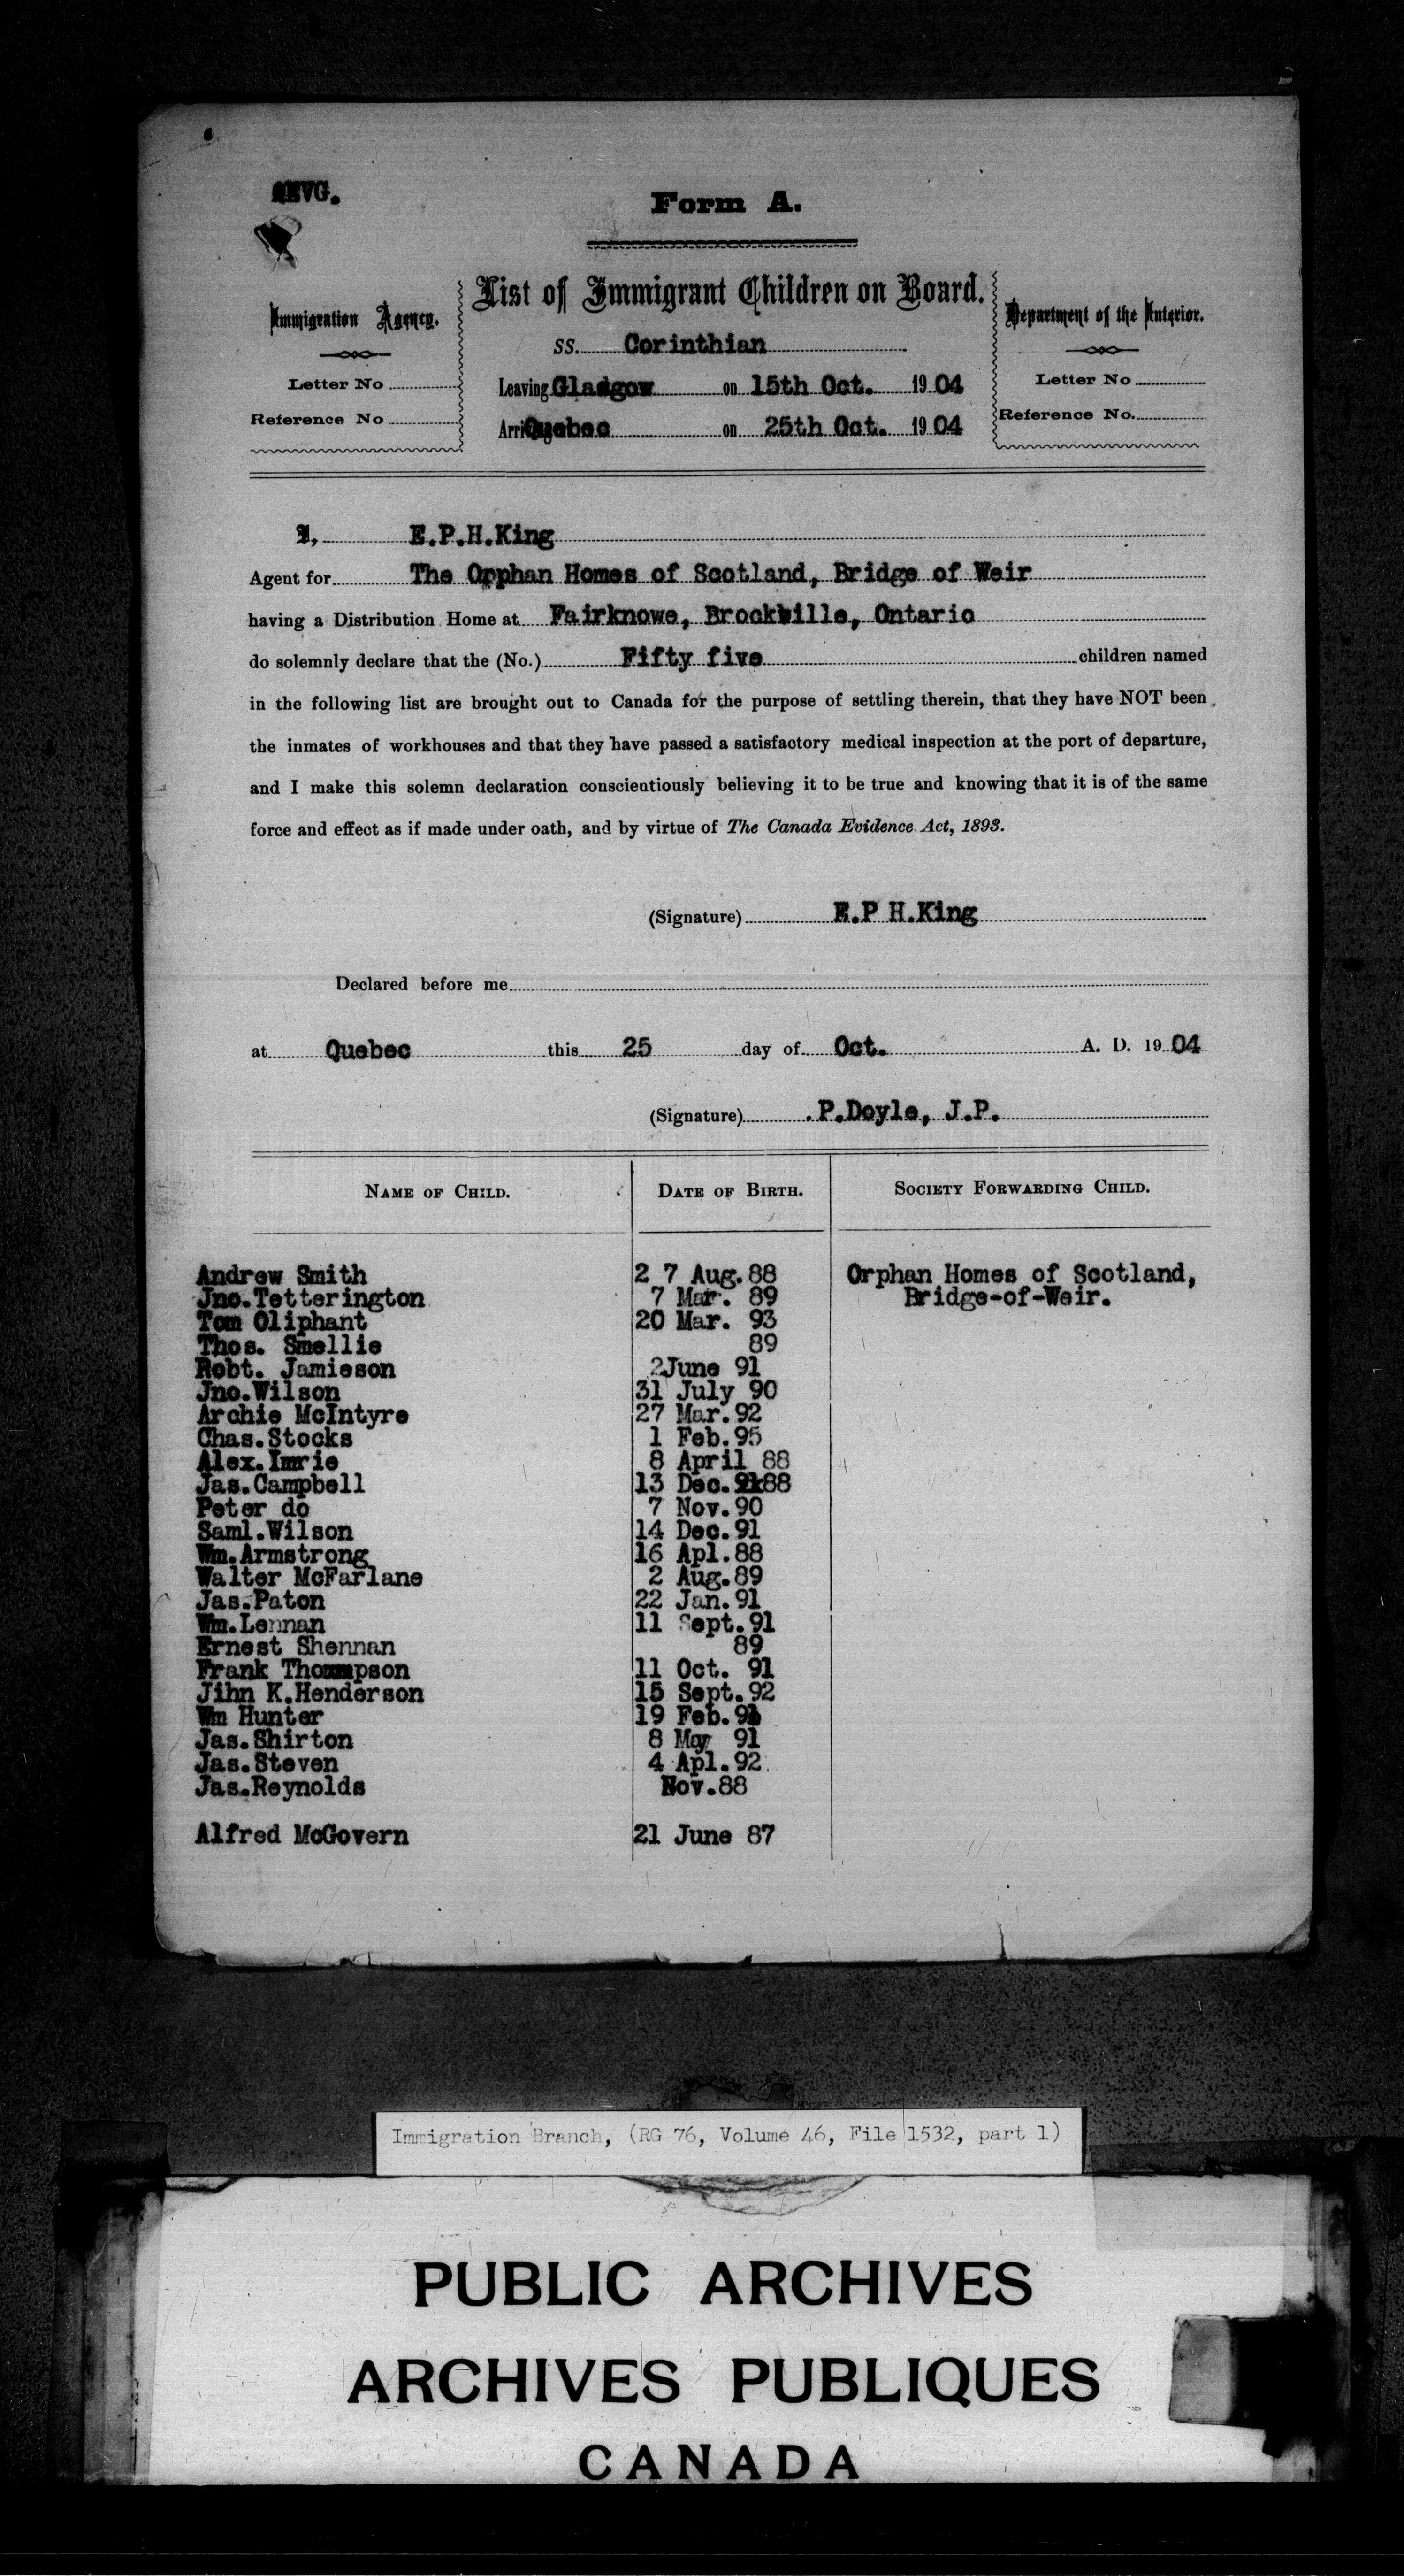 Form A.
List of Immigrant Children on Board.
Immigration Agency.
Letter No
Reference No
SS. Corinthian
Leaving Glasgow on 15th Oct. 1904
Quebec on 25th Oct. 1904
Department of the Interior.
Letter No
Reference No.
I, E.P.H.King
Agent for The Orphan Homes of Scotland, Bridge of Weir
having a Distribution Home at Fairknowe, Brockville, Ontario
do solemnly declare that the (No.) Fifty five children named
in the following list are brought out to Canada for the purpose of settling therein, that they have NOT been
the inmates of workhouses and that they have passed a satisfactory medical inspection at the port of departure,
and I make this solemn declaration conscientiously believing it to be true and knowing that it is of the same
force and effect as if made under oath, and by virtue of The Canada Evidence Act, 1893.
(Signature) E.P H.King
Declared before me
at Quebec this 25 day of Oct. A. D. 1904
(Signature) .P.Doyle, J.P.
NAME OF CHILD. DATE OF BIRTH. SOCIETY FORWARDING CHILD.
Andrew Smith 2 7 Aug.88 Orphan Homes of Scotland,
Jno.Tetterington 7 Mar. 89 Bridge-of-Weir.
Tom Oliphant 20 Mar. 93
Thos. Smellie 89
Robt. Jamieson 2June 91
Jno.Wilson 31 July 90
Archie McIntyre 27 Mar.92
Chas.Stocks 1 Feb.95
Alex.Imrie 8 April 88
Jas.Campbell 13 Dec. 88
Peter do 7 Nov.90
Saml.Wilson 14 Dec.91
Wm.Armstrong 16 Apl.88
Walter McFarlane 2 Aug.89
Jas.Paton 22 Jan.91
Wm.Lennan 11 Sept.91
Ernest Shennan 89
Frank Thompson 11 Oct. 91
Jihn K.Henderson 15 Sept.92
Wm Hunter 19 Feb.
Jas.Shirton 8 May 91
Jas.Steven 4 Apl.92
Jas.Reynolds Nov.88
Alfred McGovern 21 June 87
Immigration Branch, (RG 76, Volume 46, File 1532, part 1)
PUBLIC ARCHIVES
ARCHIVES PUBLIQUES
CANADA